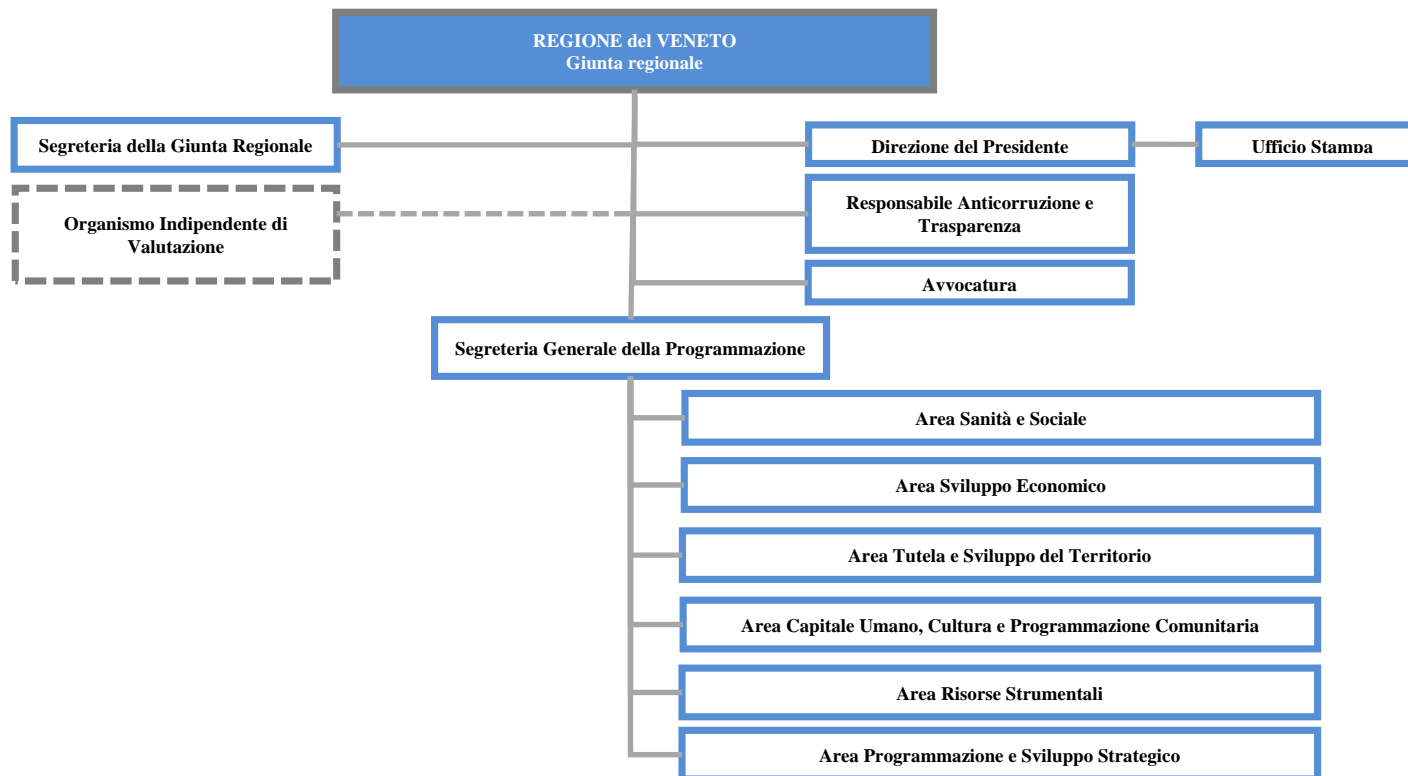 REGIONE del VENETO
Giunta regionale
Segreteria della Giunta Regionale
Direzione del Presidente
Ufficio Stampa
Organismo Indipendente di
Valutazione
Responsabile Anticorruzione e
Trasparenza
Avvocatura
Segreteria Generale della Programmazione
Area Sanità e Sociale
Area Sviluppo Economico
Area Tutela e Sviluppo del Territorio
Area Capitale Umano, Cultura e Programmazione Comunitaria
Area Risorse Strumentali
Area Programmazione e Sviluppo Strategico